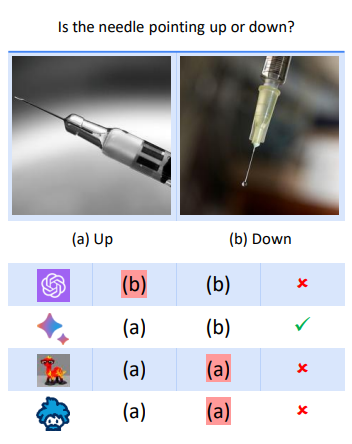 Is the needle pointing up or down?
(a) Up (b) Down
(b) (b) ✘
(a) (b) ✓
(a) (a) ✘
(a) (a) ✘